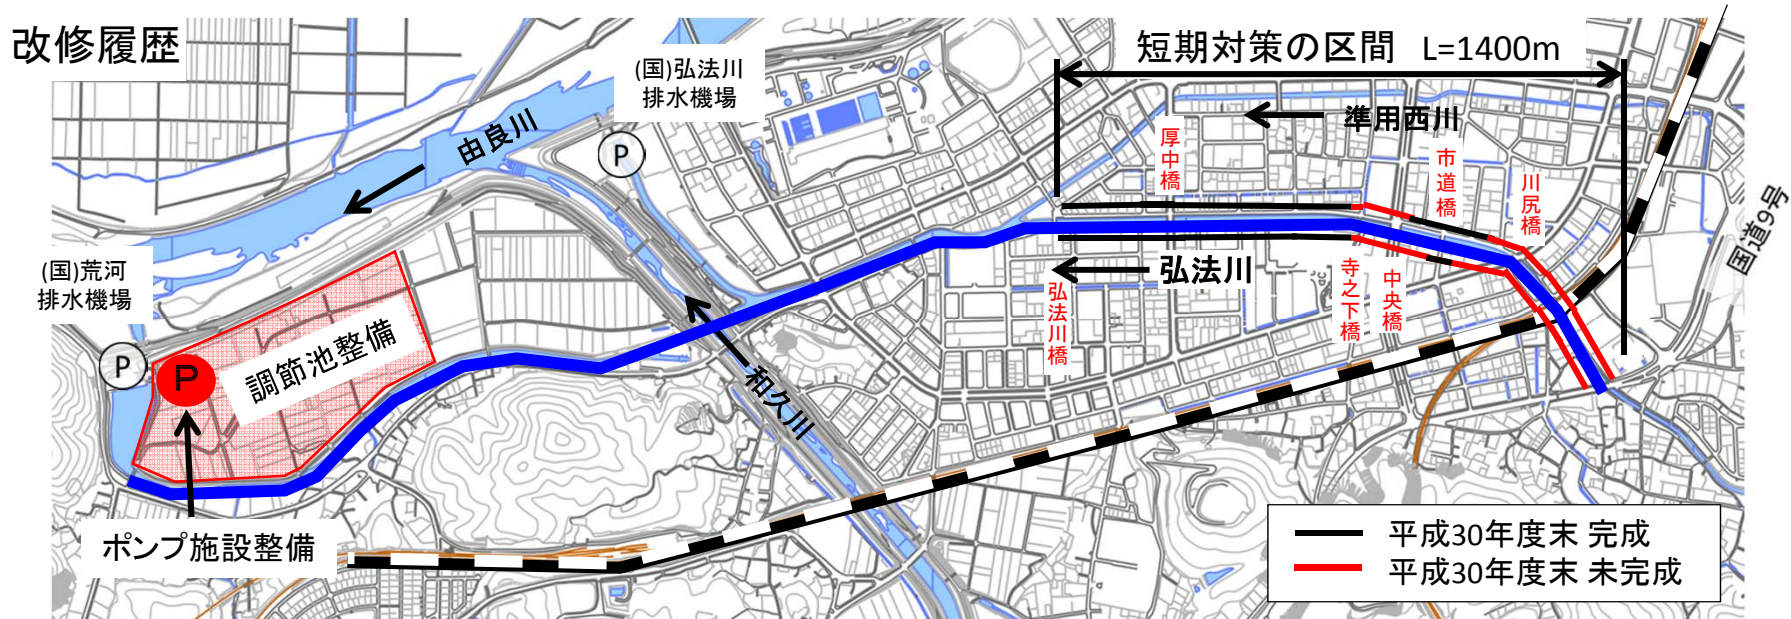 改修履歴
(国)弘法川
排水機場
短期対策の区間 L=1400m
準用西川
由良川
P
厚中橋
市道橋
川尻橋
国道9号
(国)荒河
排水機場
弘法川
弘法川橋
寺之下橋
中央橋
P
P
調節池整備
和久川
ポンプ施設整備
平成30年度末 完成
平成30年度末 未完成